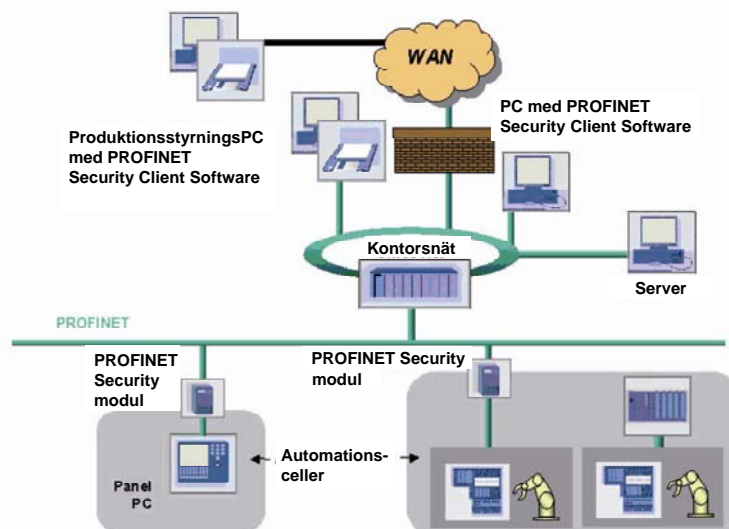 WAN
PC med PROFINET
Security Client Software
ProduktionsstyrningsPC
med PROFINET
Security Client Software
Kontorsnät
Server
PROFINET
PROFINET
Security
modul
PROFINET Security
modul
Automations-
celler
Panel
PC